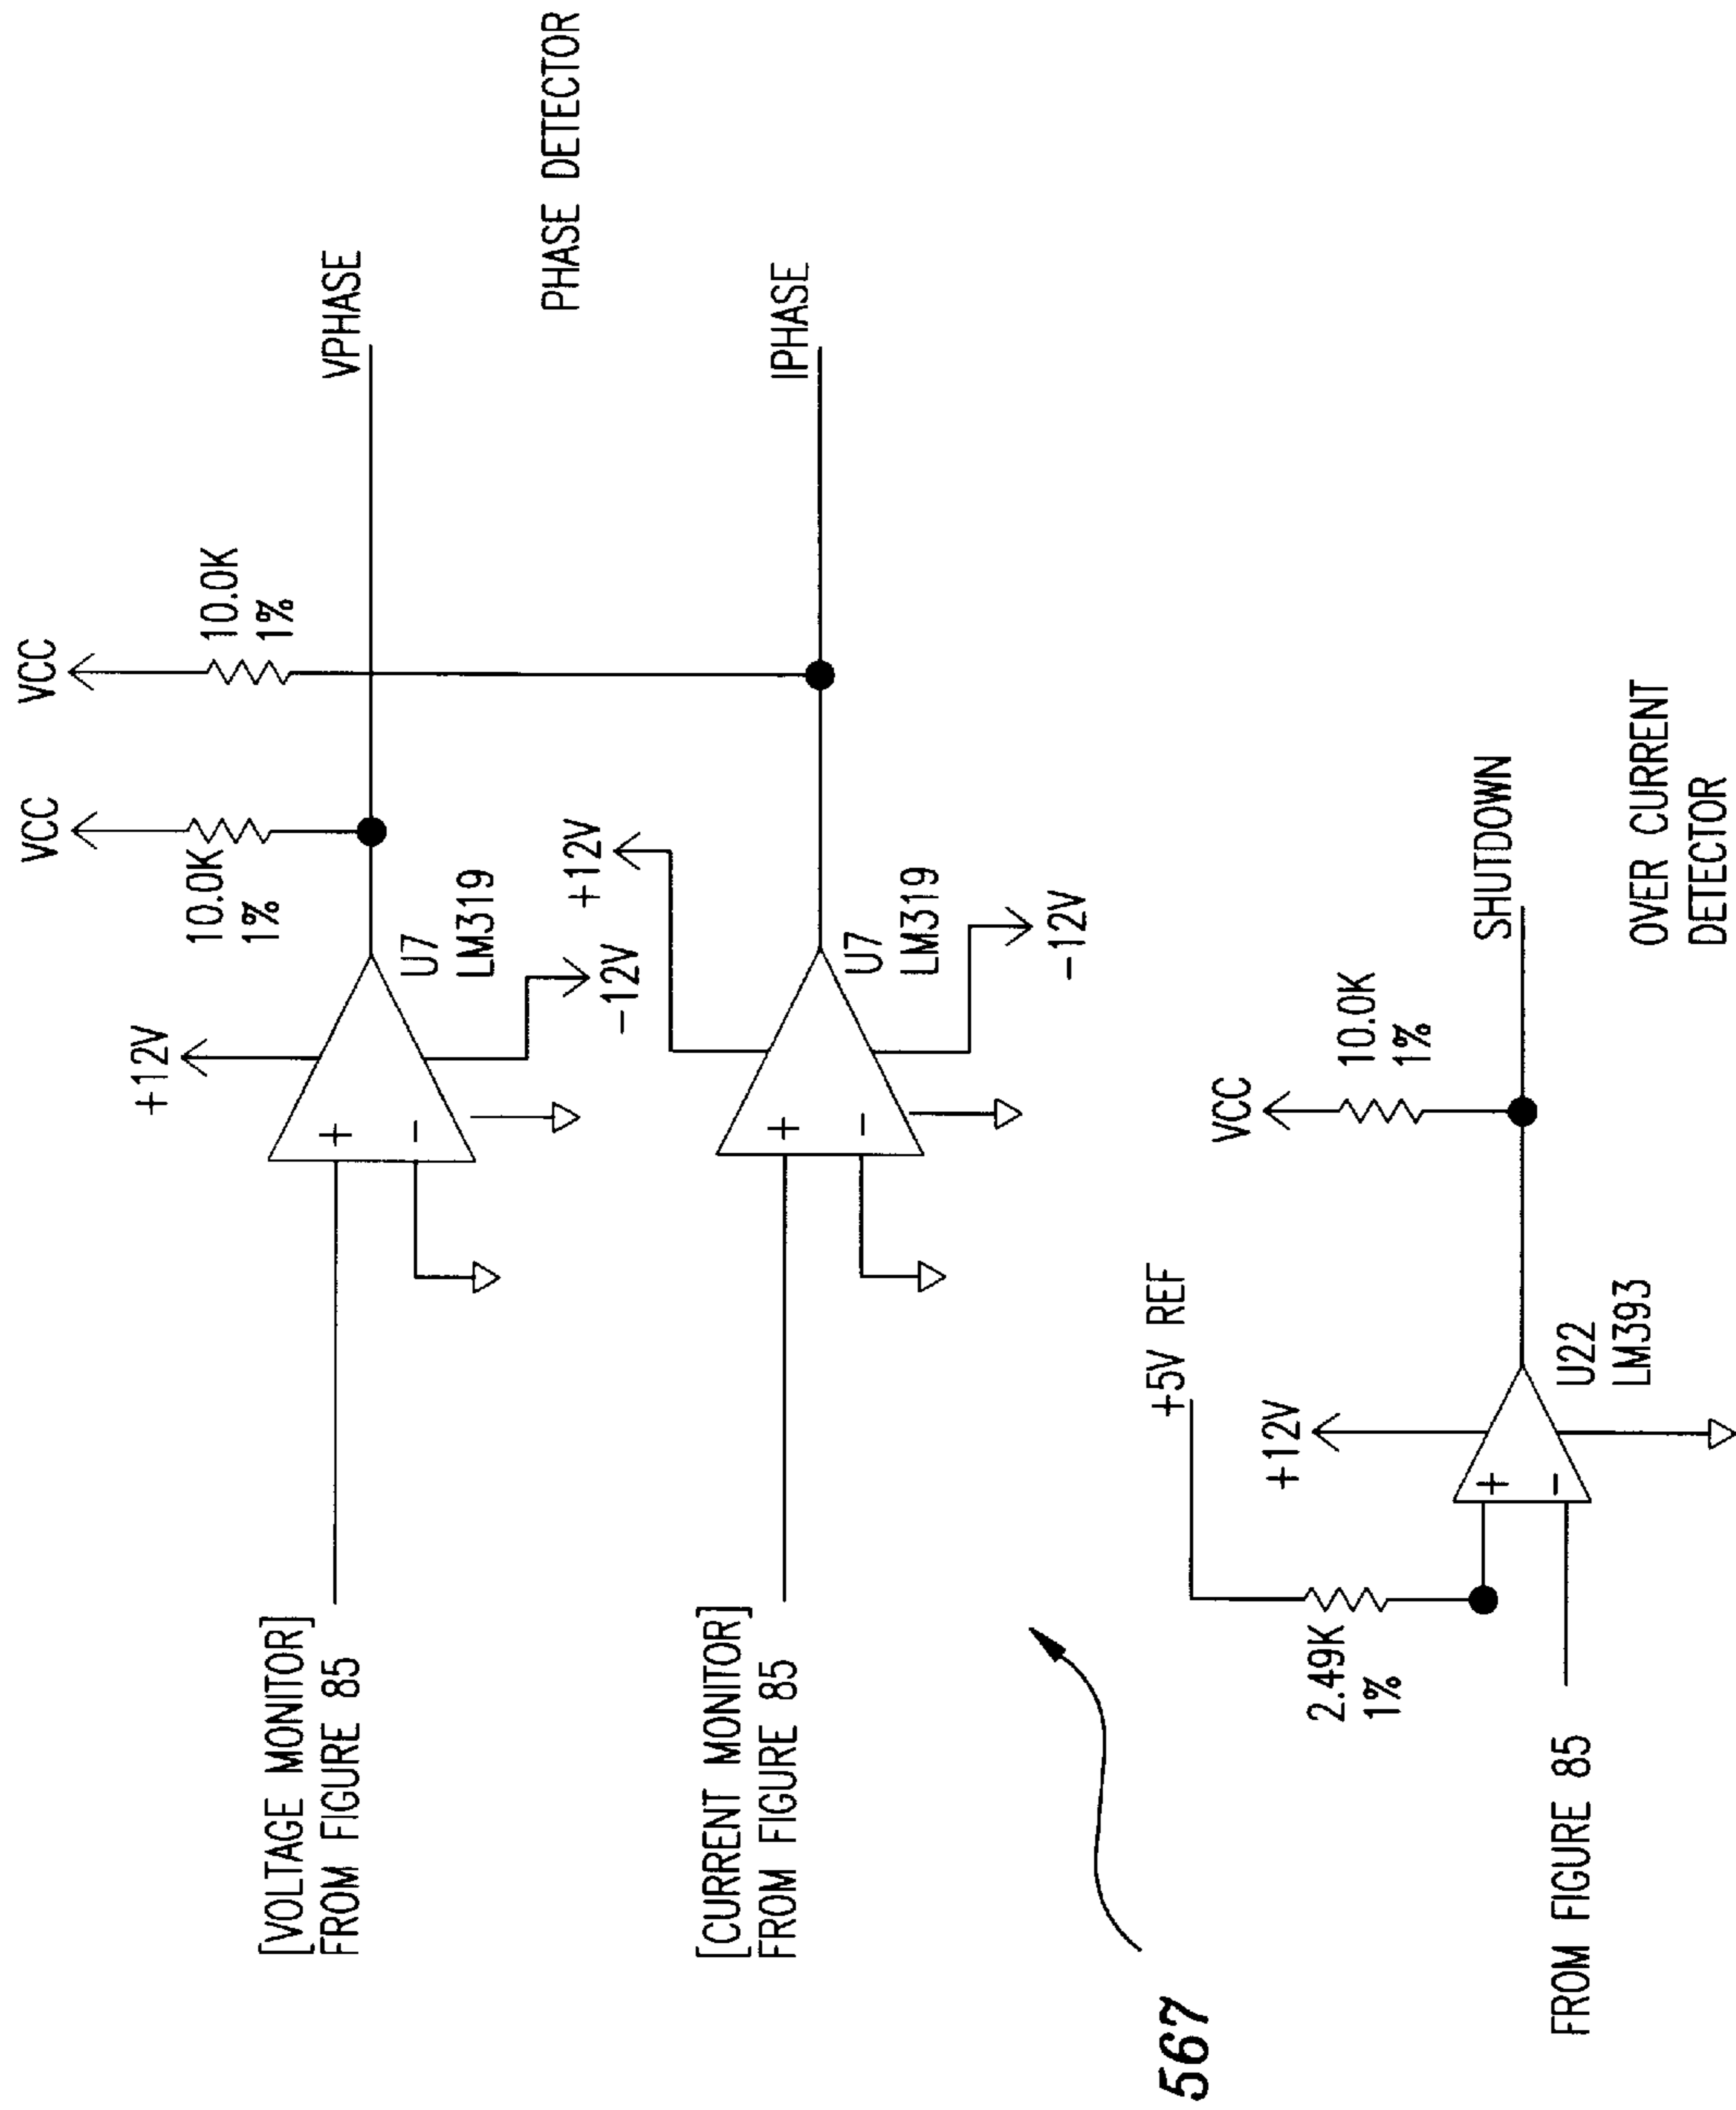 VCC
VCC
10.0K
1%
10.0K
1%
+12V
VPHASE
[VOLTAGE MONITOR]
FROM FIGURE 85
+
-
U7
LM319
-12V
PHASE DETECTOR
+12V
IPHASE
[CURRENT MONITOR]
FROM FIGURE 85
+
-
U7
LM319
-12V
567
+5V REF
VCC
+12V
10.0K
1%
2.49K
1%
SHUTDOWN
+
-
FROM FIGURE 85
U22
LM393
OVER CURRENT
DETECTOR